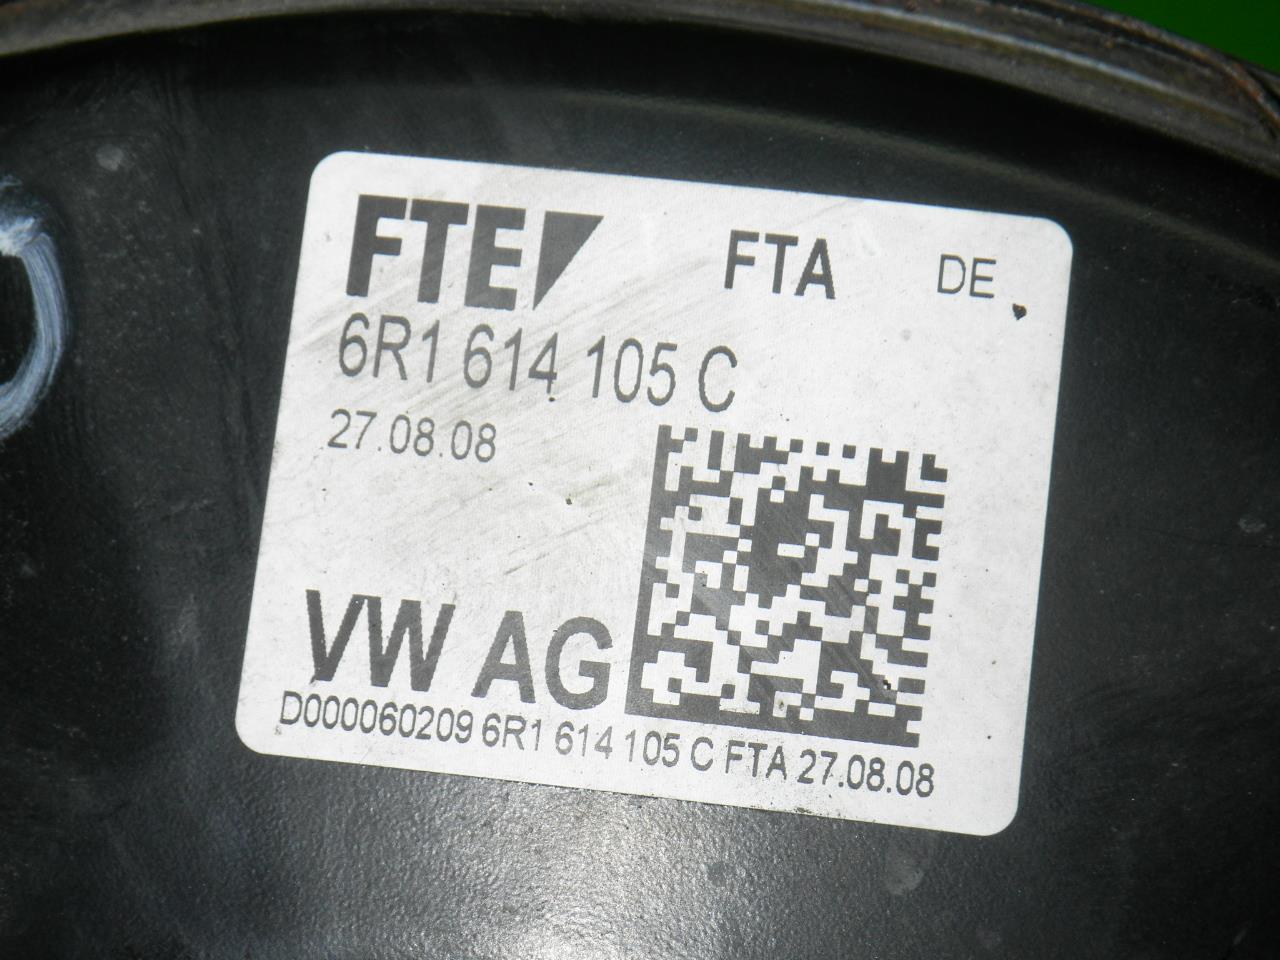 FTE FTA DE
6R1 614 105 C
27.08.08
VW AG
D000060209 6R1 614 105 C FTA 27.08.08